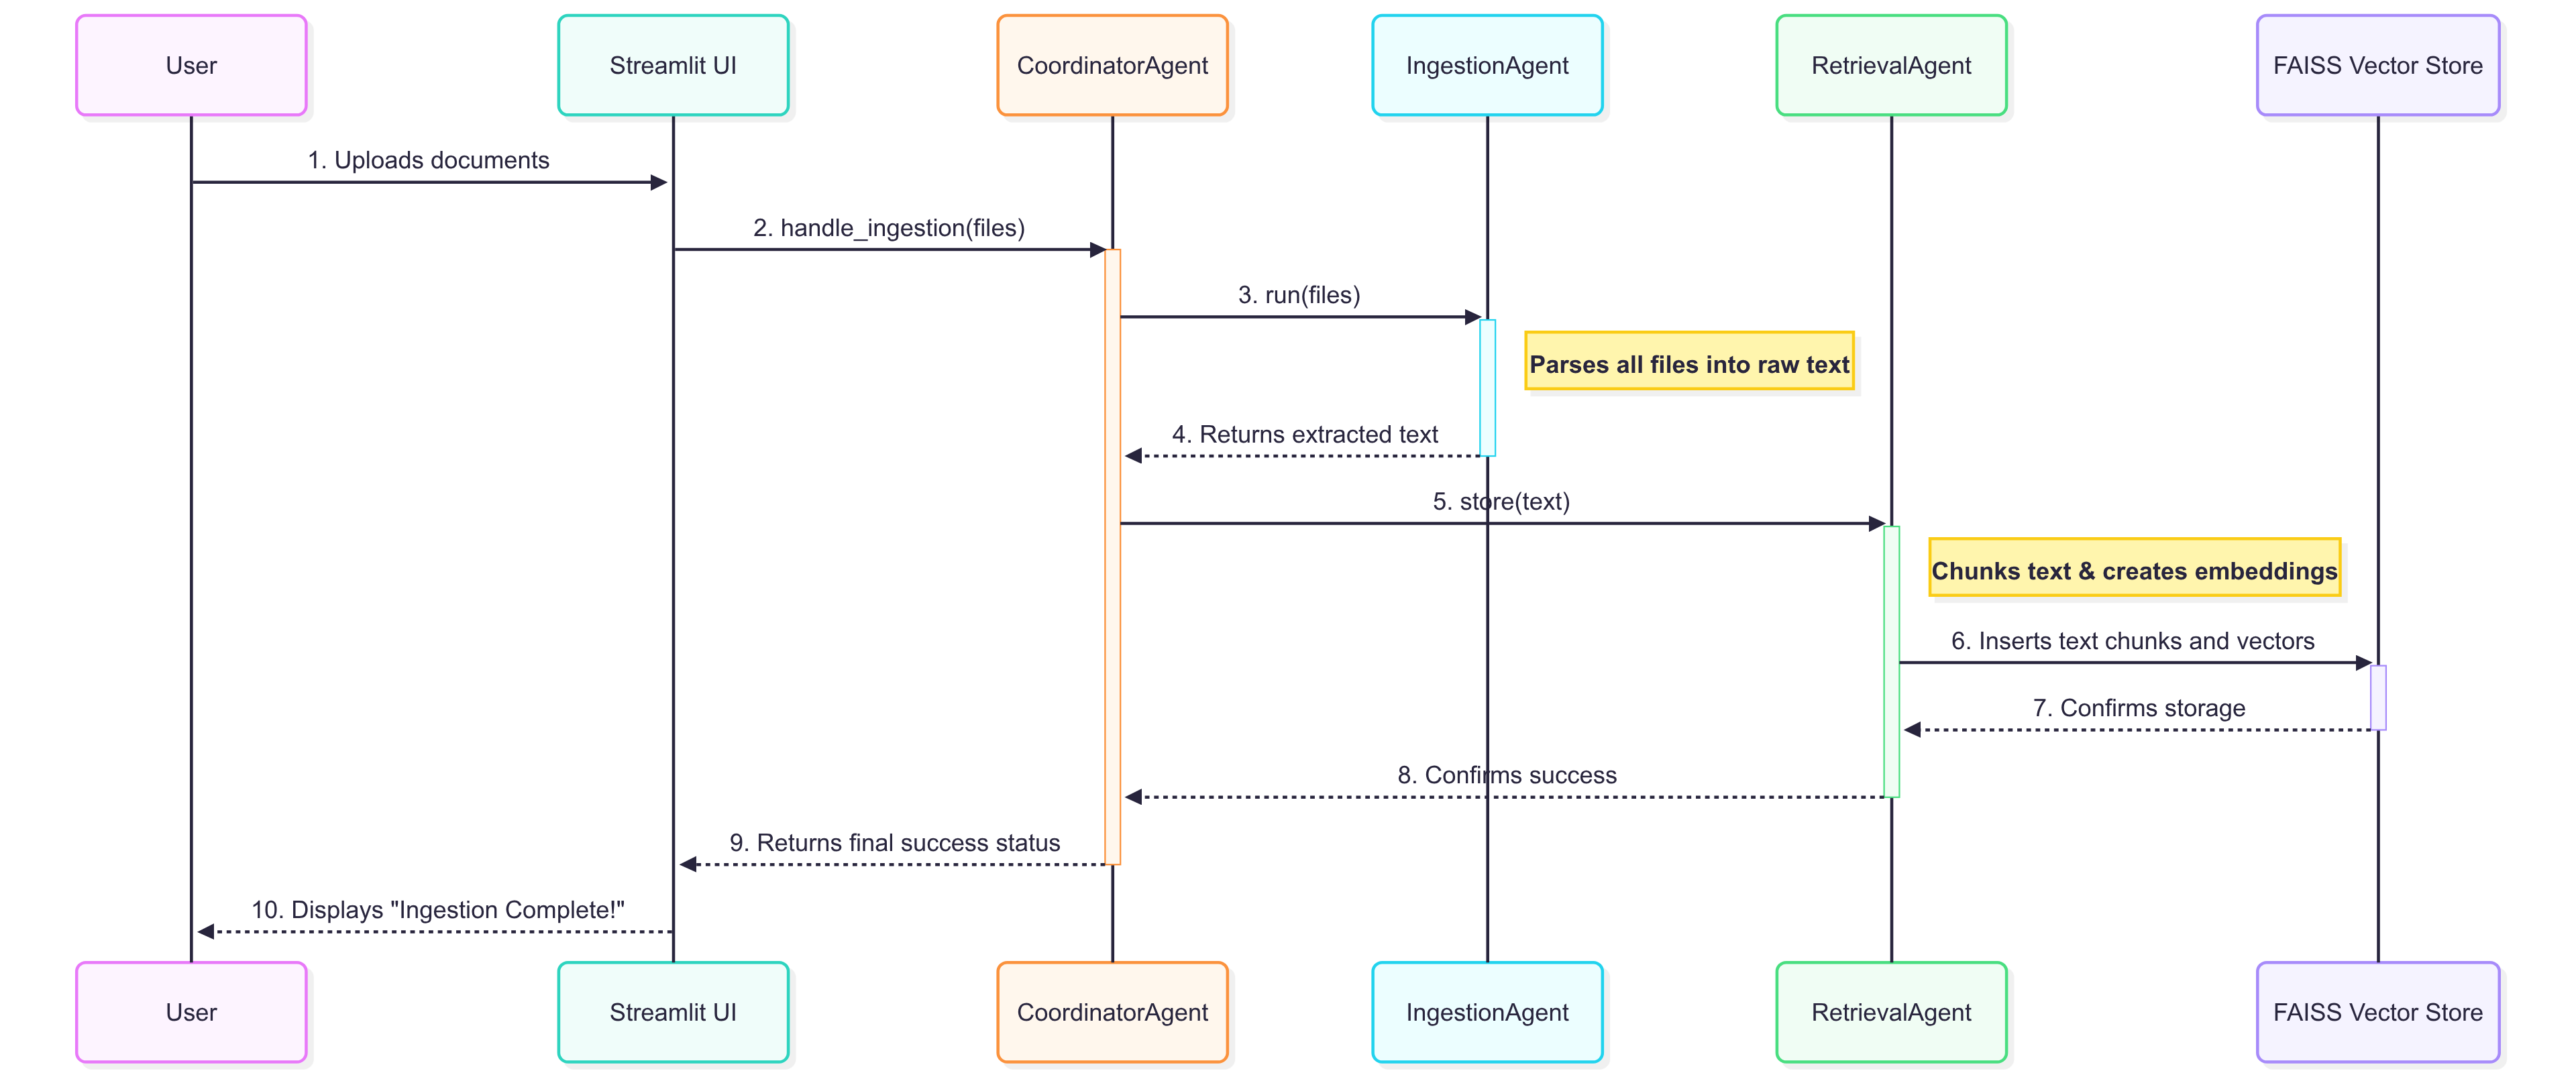 User
Streamlit UI
CoordinatorAgent
IngestionAgent
RetrievalAgent
FAISS Vector Store
1. Uploads documents
2. handle_ingestion(files)
3. run(files)
Parses all files into raw text
4. Returns extracted text
5. store(text)
Chunks text & creates embeddings
6. Inserts text chunks and vectors
7. Confirms storage
8. Confirms success
9. Returns final success status
10. Displays "Ingestion Complete!"
User
Streamlit UI
CoordinatorAgent
IngestionAgent
RetrievalAgent
FAISS Vector Store